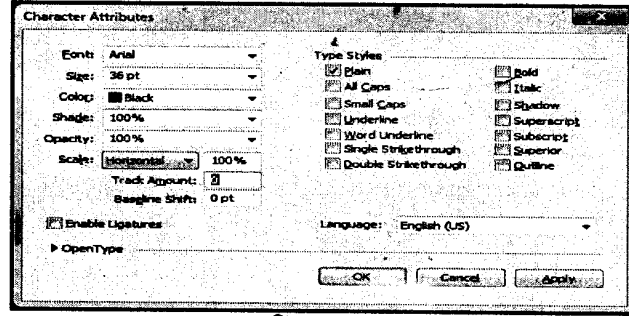 Character Attributes
Font: Arial
Size: 36 pt
Color: Black
Shade: 100%
Opacity: 100%
Scale: Horizontal 100%
Track Amount:
Baseline Shift: 0 pt
Enable Ligatures
OpenType
Type Styles
Plain Bold
All Caps Italic
Small Caps Shadow
Underline Superscript
Word Underline Subscript
Single Strikethrough Superior
Double Strikethrough Outline
Language: English (US)
OK Cancel Apply